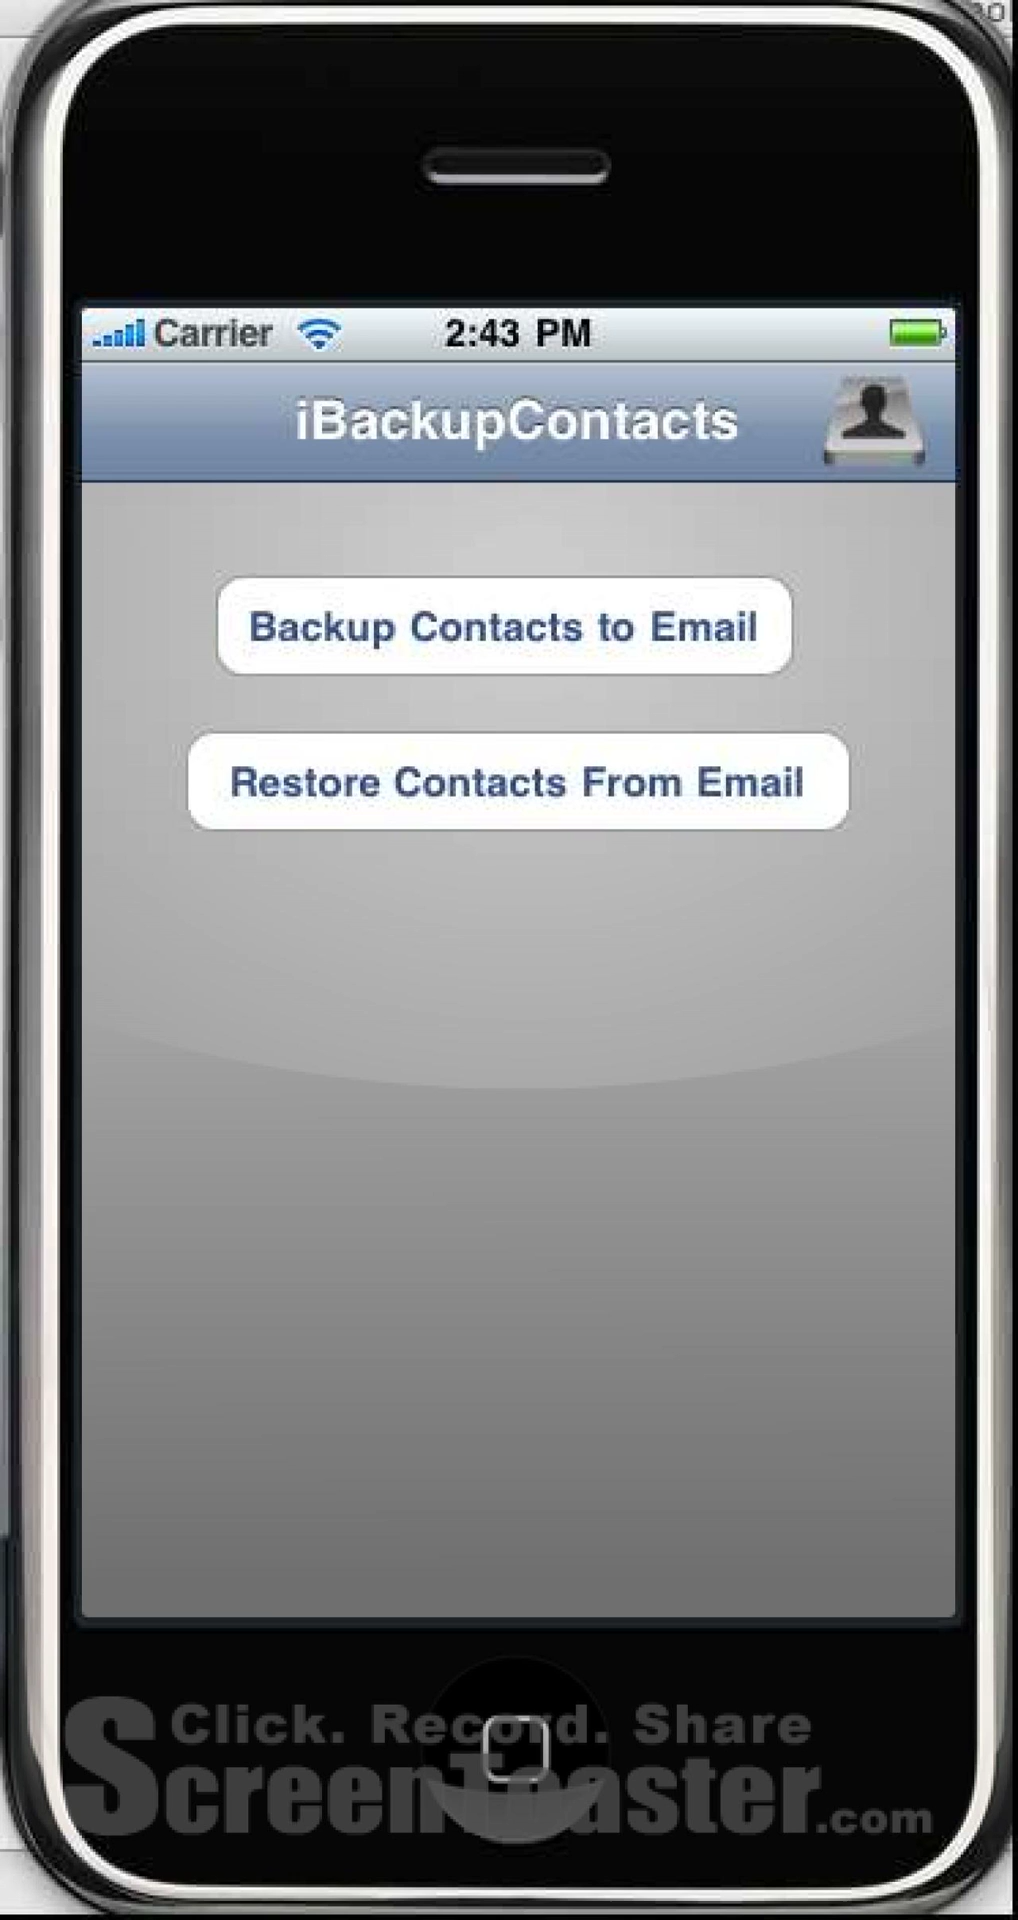 Carrier 2:43 PM
iBackupContacts
Backup Contacts to Email
Restore Contacts From Email
Click. Record. Share
ScreenToaster.com